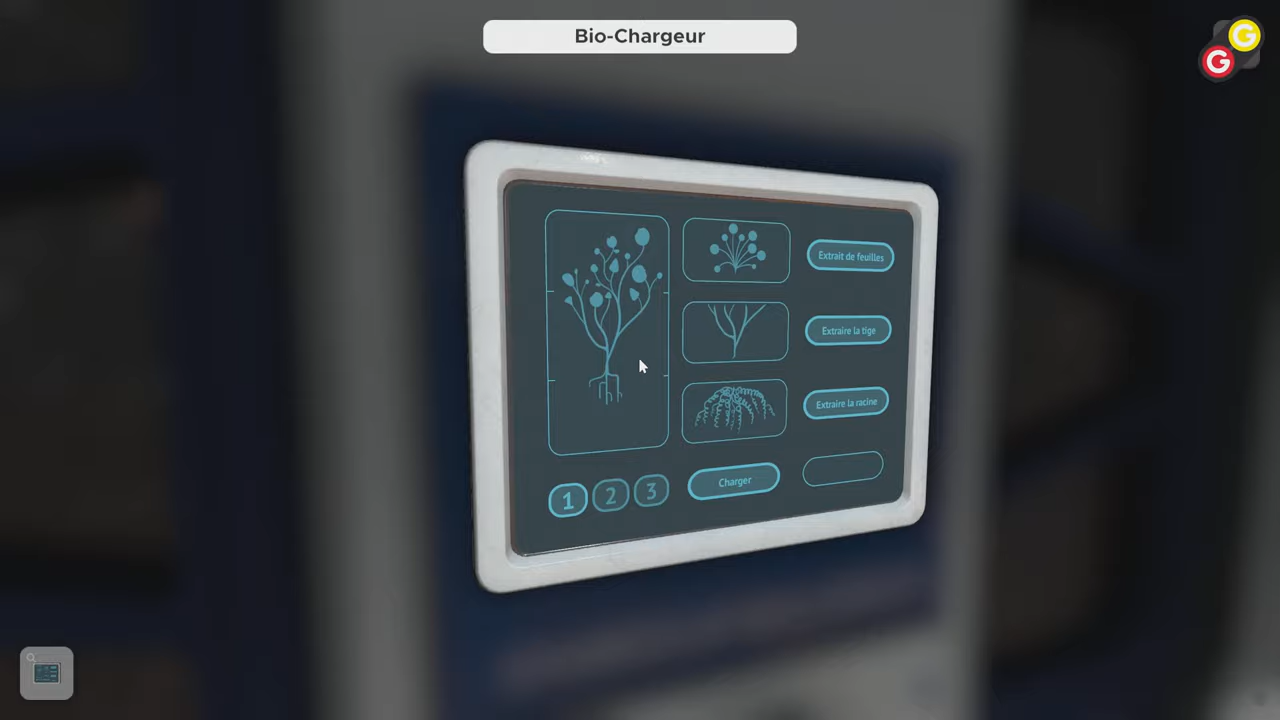 Bio-Chargeur
G
G
Extrait de feuilles
Extraire la tige
Extraire la racine
1 2 3
Charger